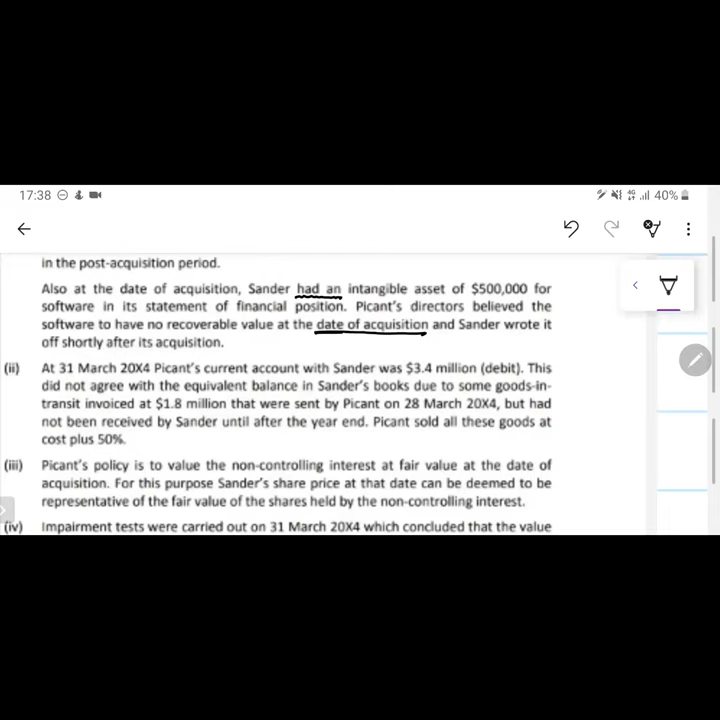 17:38 4G 40%
in the post-acquisition period.
Also at the date of acquisition, Sander had an intangible asset of $500,000 for
software in its statement of financial position. Picant's directors believed the
software to have no recoverable value at the date of acquisition and Sander wrote it
off shortly after its acquisition.
(ii) At 31 March 20X4 Picant's current account with Sander was $3.4 million (debit). This
did not agree with the equivalent balance in Sander's books due to some goods-in-
transit invoiced at $1.8 million that were sent by Picant on 28 March 20X4, but had
not been received by Sander until after the year end. Picant sold all these goods at
cost plus 50%.
(iii) Picant's policy is to value the non-controlling interest at fair value at the date of
acquisition. For this purpose Sander's share price at that date can be deemed to be
representative of the fair value of the shares held by the non-controlling interest.
(iv) Impairment tests were carried out on 31 March 20X4 which concluded that the value